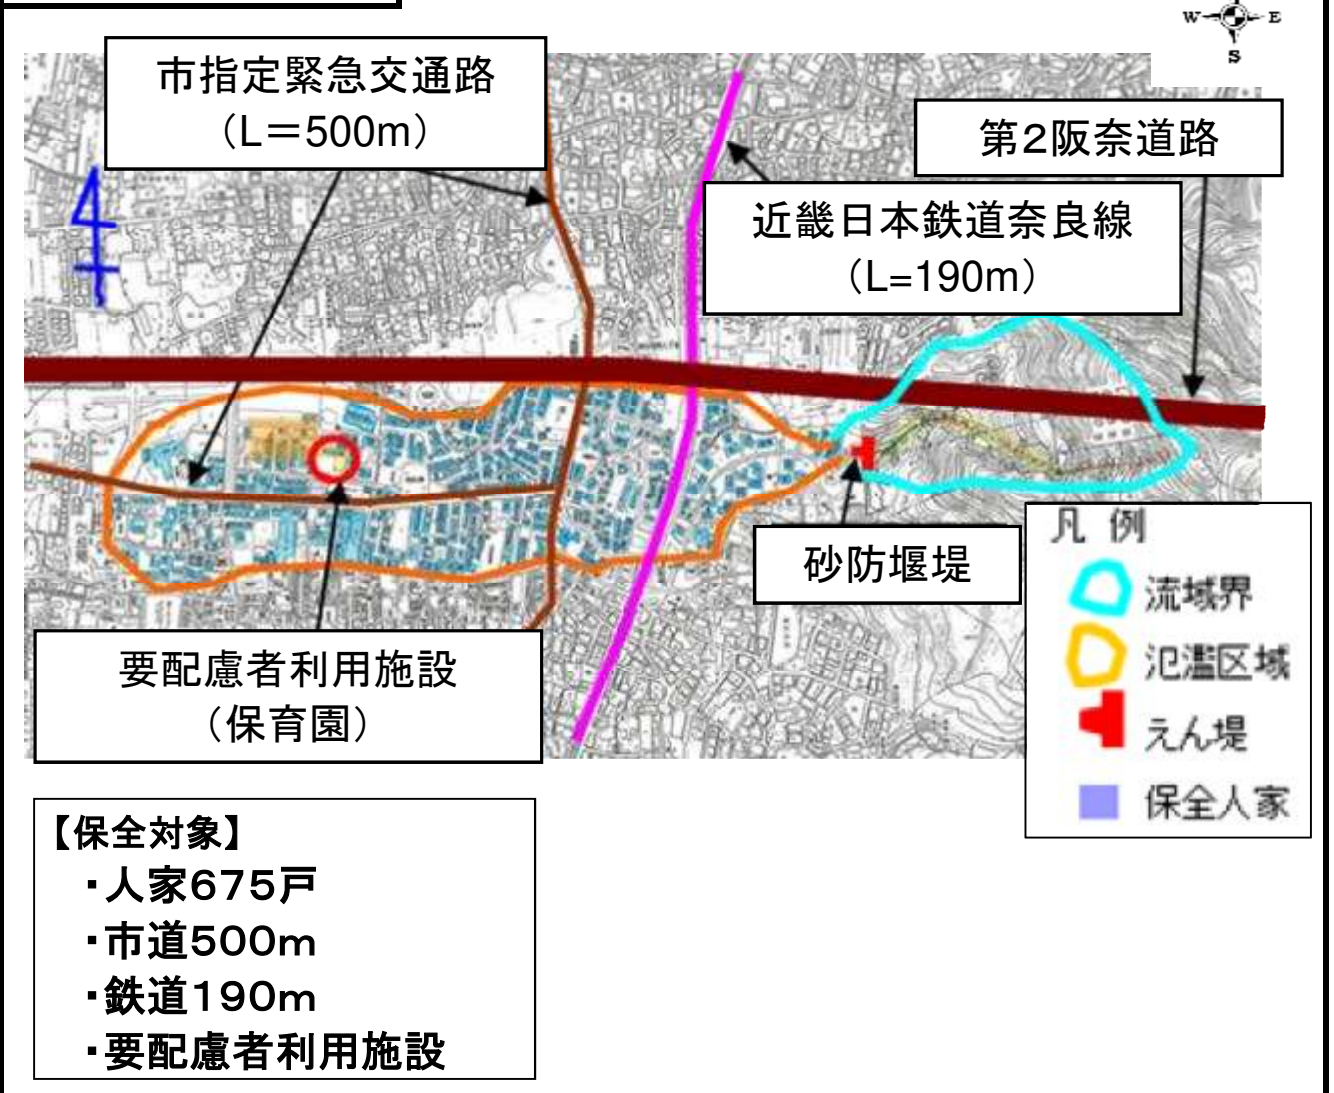 W
E
S
市指定緊急交通路
（L＝500m）
第2阪奈道路
近畿日本鉄道奈良線
（L=190m）
砂防堰堤
要配慮者利用施設
（保育園）
凡 例
流域界
氾濫区域
えん堤
保全人家
【保全対象】
・人家675戸
・市道500m
・鉄道190m
・要配慮者利用施設